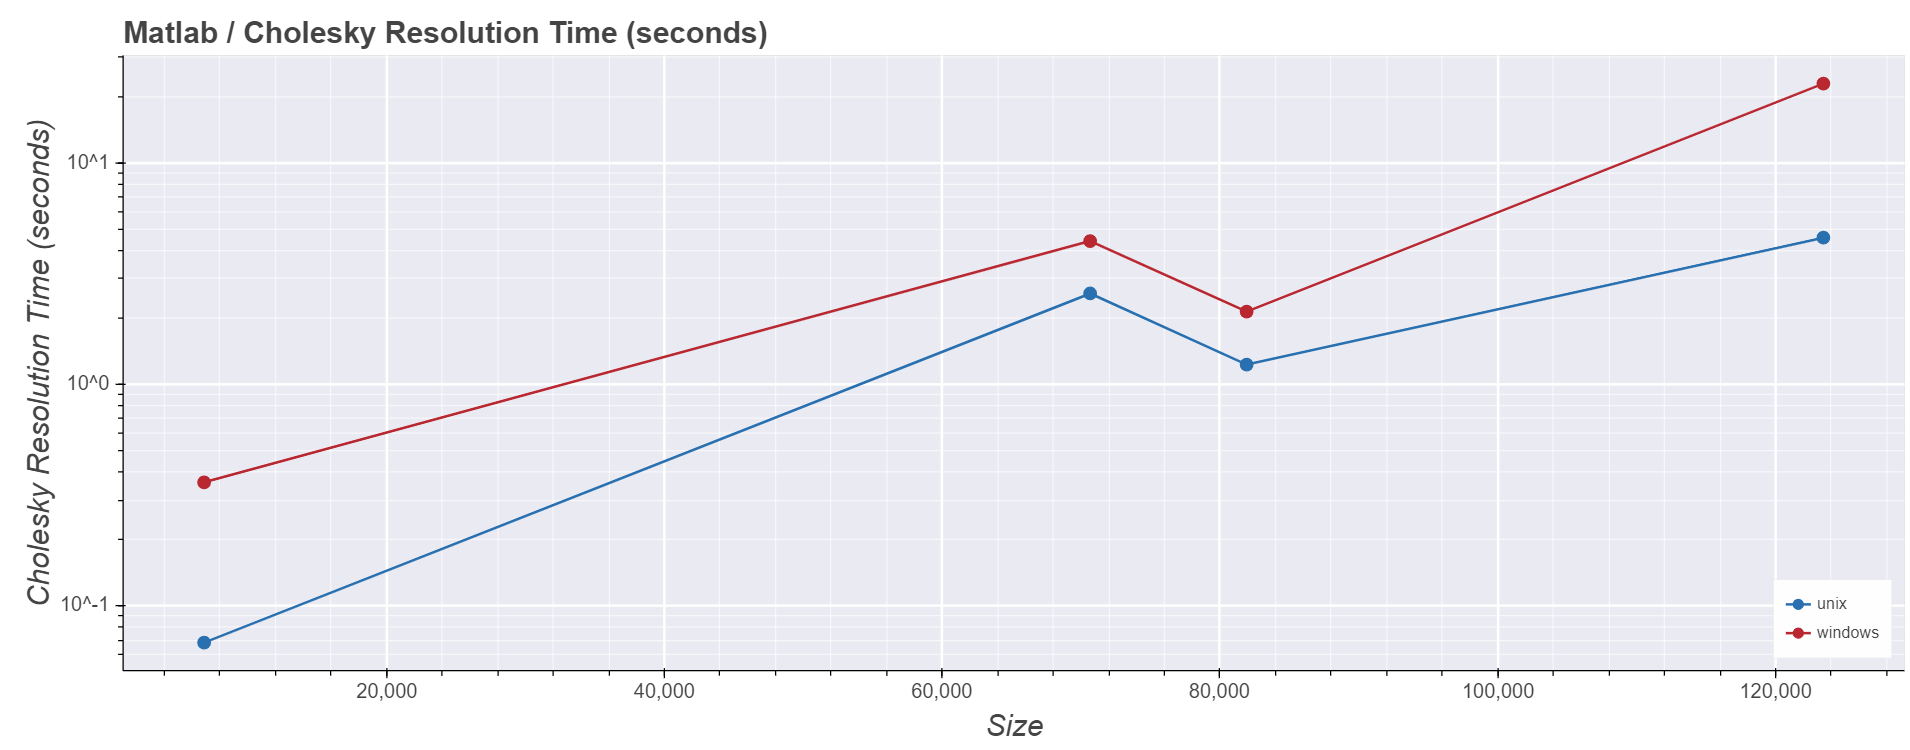 Matlab / Cholesky Resolution Time (seconds)
Cholesky Resolution Time (seconds)
10^1
10^0
10^-1
20,000
40,000
60,000
80,000
100,000
120,000
Size
unix
windows